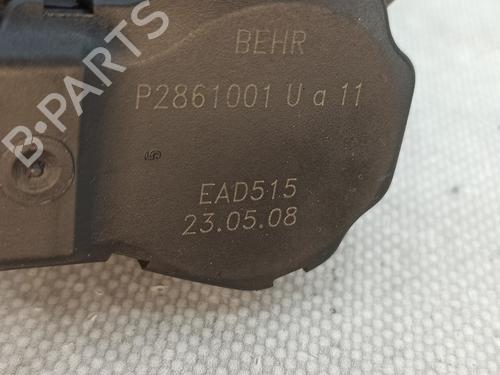 BEHR
P2861001 U a 11
EAD515
23.05.08
B-PARTS